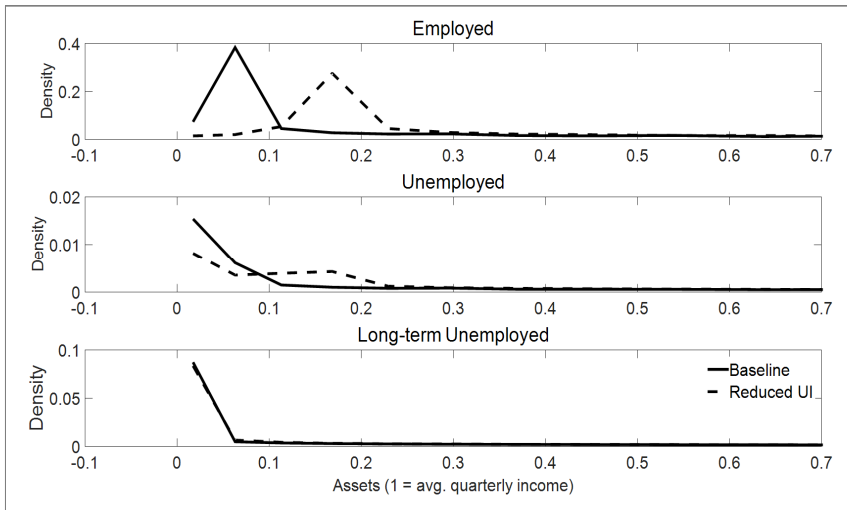 Employed
Density
0.4
0.2
0
-0.1 0 0.1 0.2 0.3 0.4 0.5 0.6 0.7
Unemployed
Density
0.02
0.01
0
-0.1 0 0.1 0.2 0.3 0.4 0.5 0.6 0.7
Long-term Unemployed
Density
0.1
0.05
0
Baseline
Reduced UI
-0.1 0 0.1 0.2 0.3 0.4 0.5 0.6 0.7
Assets (1 = avg. quarterly income)